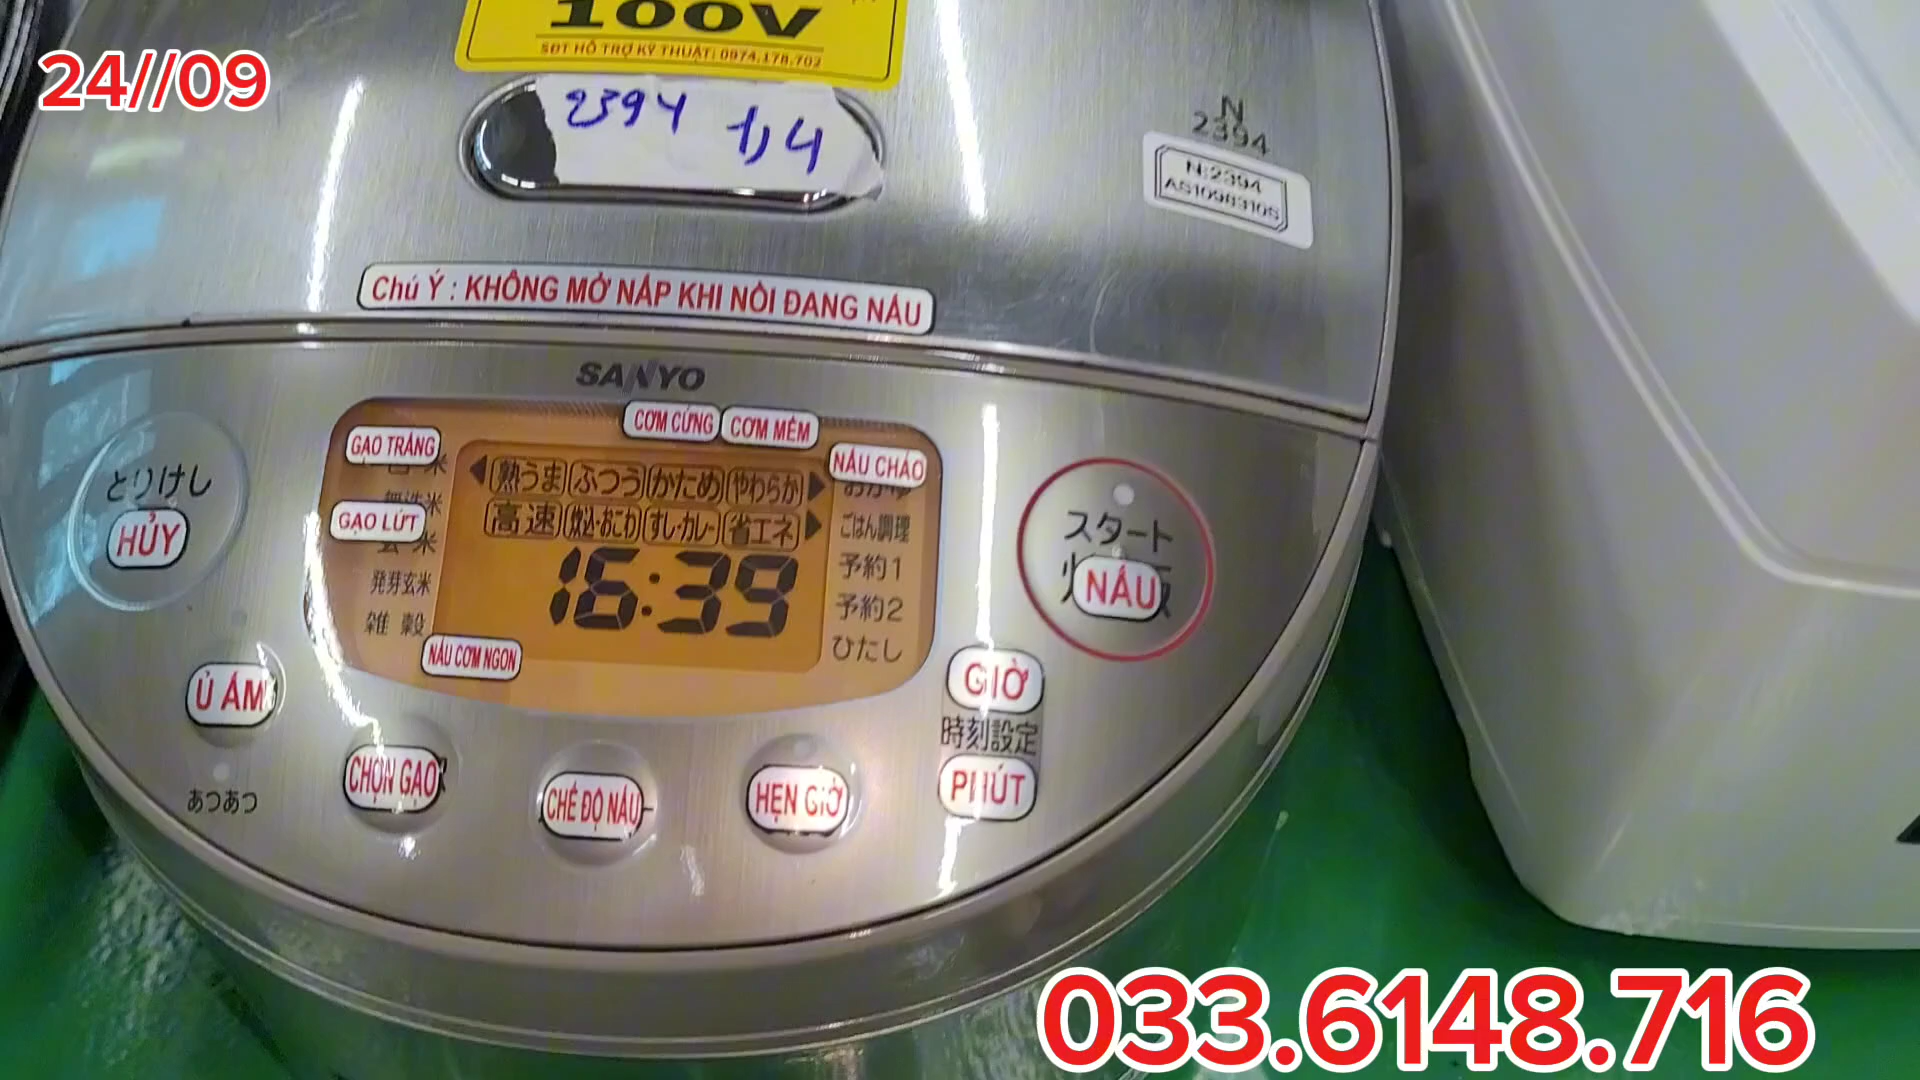 100V
SĐT HỖ TRỢ KỸ THUẬT: 0974.178.702
24//09
2394 1,4
N
2394
N:2394
AS1098310S
Chú Ý : KHÔNG MỞ NẮP KHI NỒI ĐANG NẤU
SANYO
CƠM CỨNG
CƠM MỀM
GẠO TRẮNG
NẤU CHÁO
熟うま ふつう かため やわらか
とりけし
HỦY
GẠO LỨT
高速 炊込・おこわ すし・カレー 省エネ
ごはん調理
スタート
NẤU
16:39
発芽玄米
予約1
雑穀
予約2
NẤU CƠM NGON
ひたし
Ủ ẤM
あつあつ
CHỌN GẠO
CHẾ ĐỘ NẤU
HẸN GIỜ
GIỜ
時刻設定
PHÚT
033.6148.716